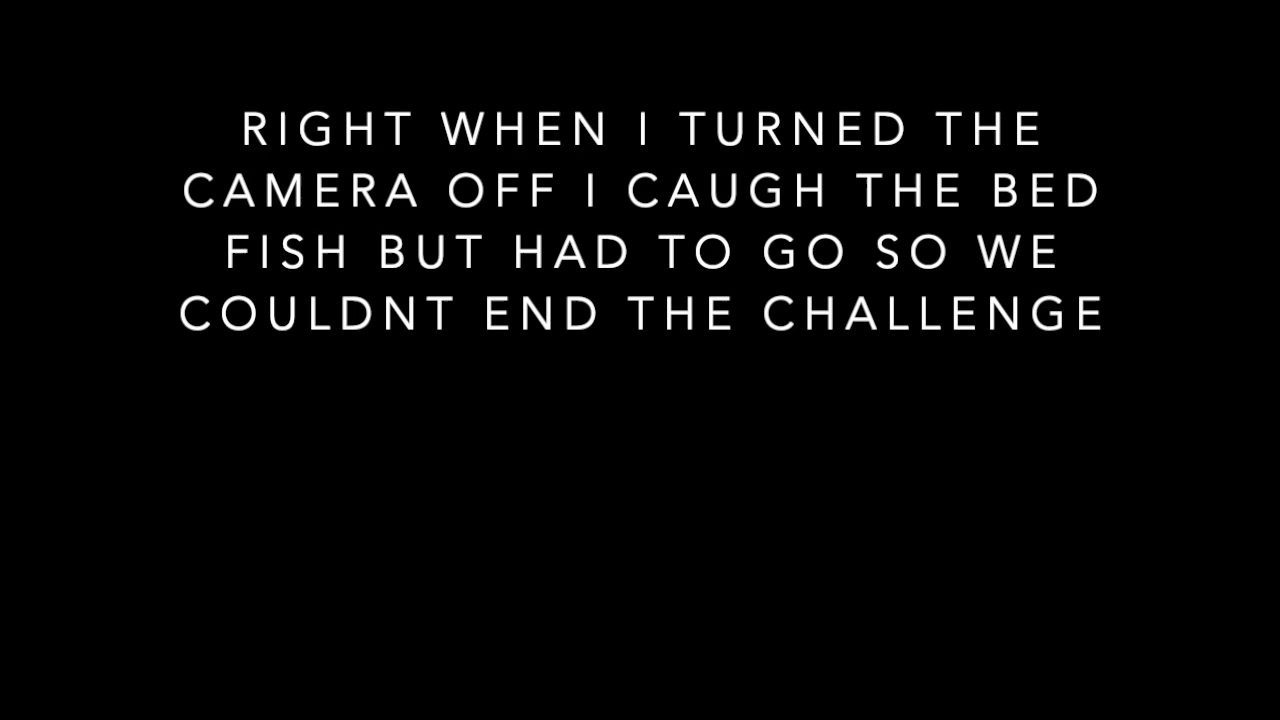 RIGHT WHEN I TURNED THE
CAMERA OFF I CAUGH THE BED
FISH BUT HAD TO GO SO WE
COULDNT END THE CHALLENGE